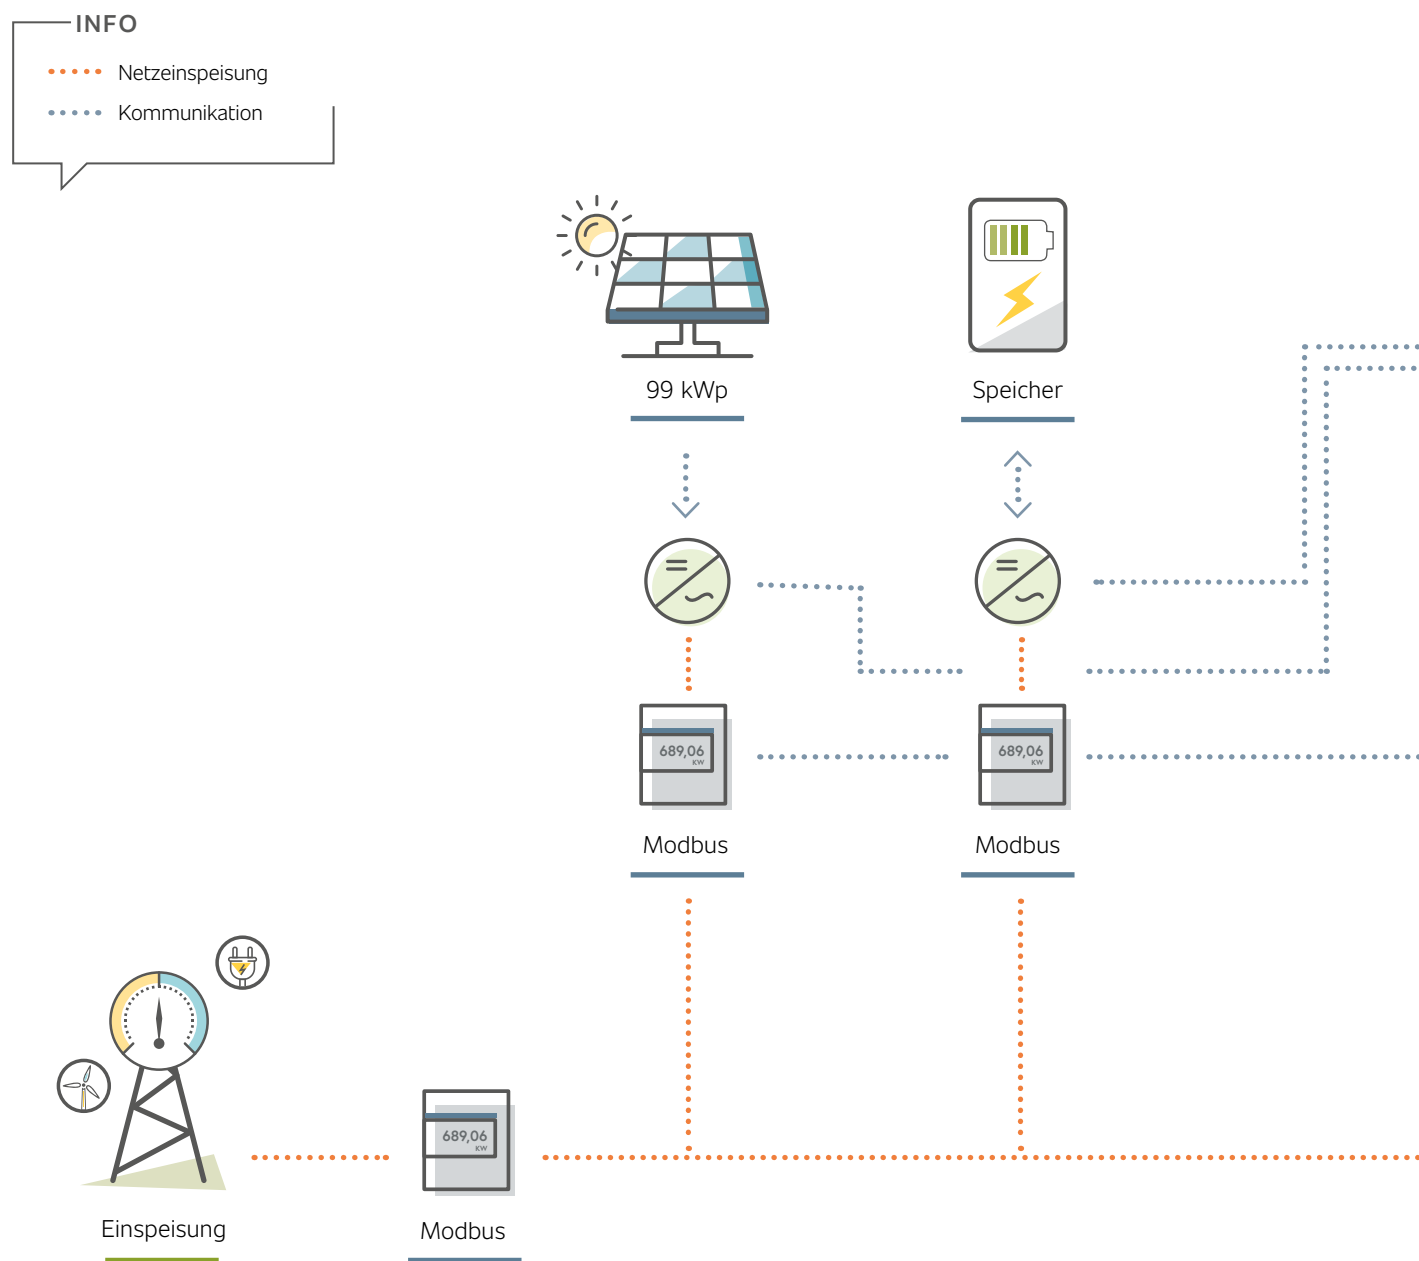 INFO
Netzeinspeisung
Kommunikation
99 kWp
Speicher
689,06
KW
689,06
KW
Modbus
Modbus
689,06
KW
Einspeisung
Modbus